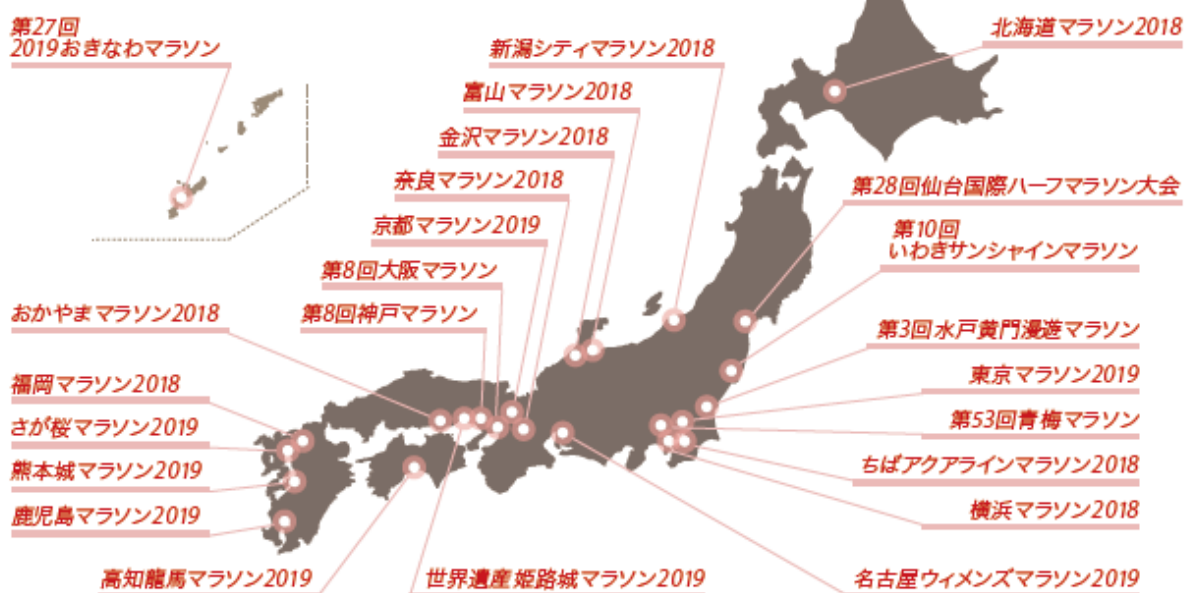 第27回
2019おきなわマラソン
新潟シティマラソン2018
北海道マラソン2018
富山マラソン2018
金沢マラソン2018
奈良マラソン2018
第28回仙台国際ハーフマラソン大会
京都マラソン2019
第10回
いわきサンシャインマラソン
第8回大阪マラソン
おかやまマラソン2018
第8回神戸マラソン
第3回水戸黄門漫遊マラソン
福岡マラソン2018
東京マラソン2019
さが桜マラソン2019
第53回青梅マラソン
熊本城マラソン2019
ちばアクアラインマラソン2018
鹿児島マラソン2019
横浜マラソン2018
高知龍馬マラソン2019
世界遺産姫路城マラソン2019
名古屋ウィメンズマラソン2019